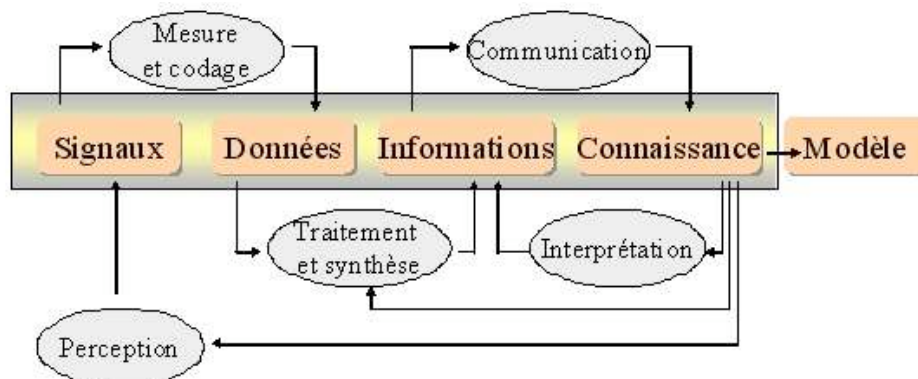 Mesure
et codage
Communication
Signaux
Données
Informations
Connaissance
Modèle
Traitement
et synthèse
Interprétation
Perception